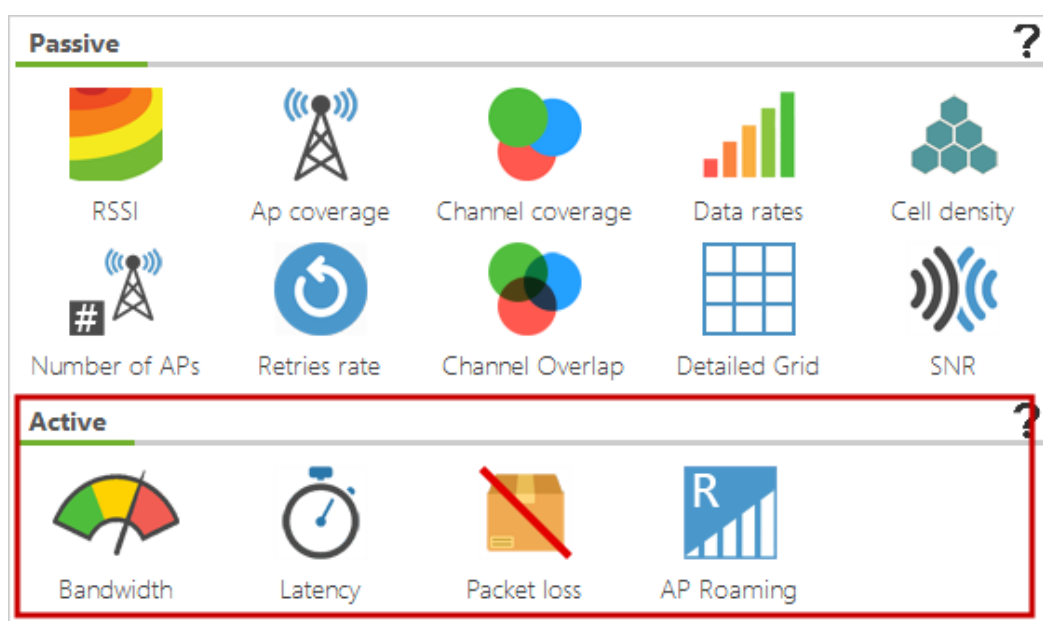 Passive ?
RSSI Ap coverage Channel coverage Data rates Cell density
#
Number of APs Retries rate Channel Overlap Detailed Grid SNR
Active ?
R
Bandwidth Latency Packet loss AP Roaming